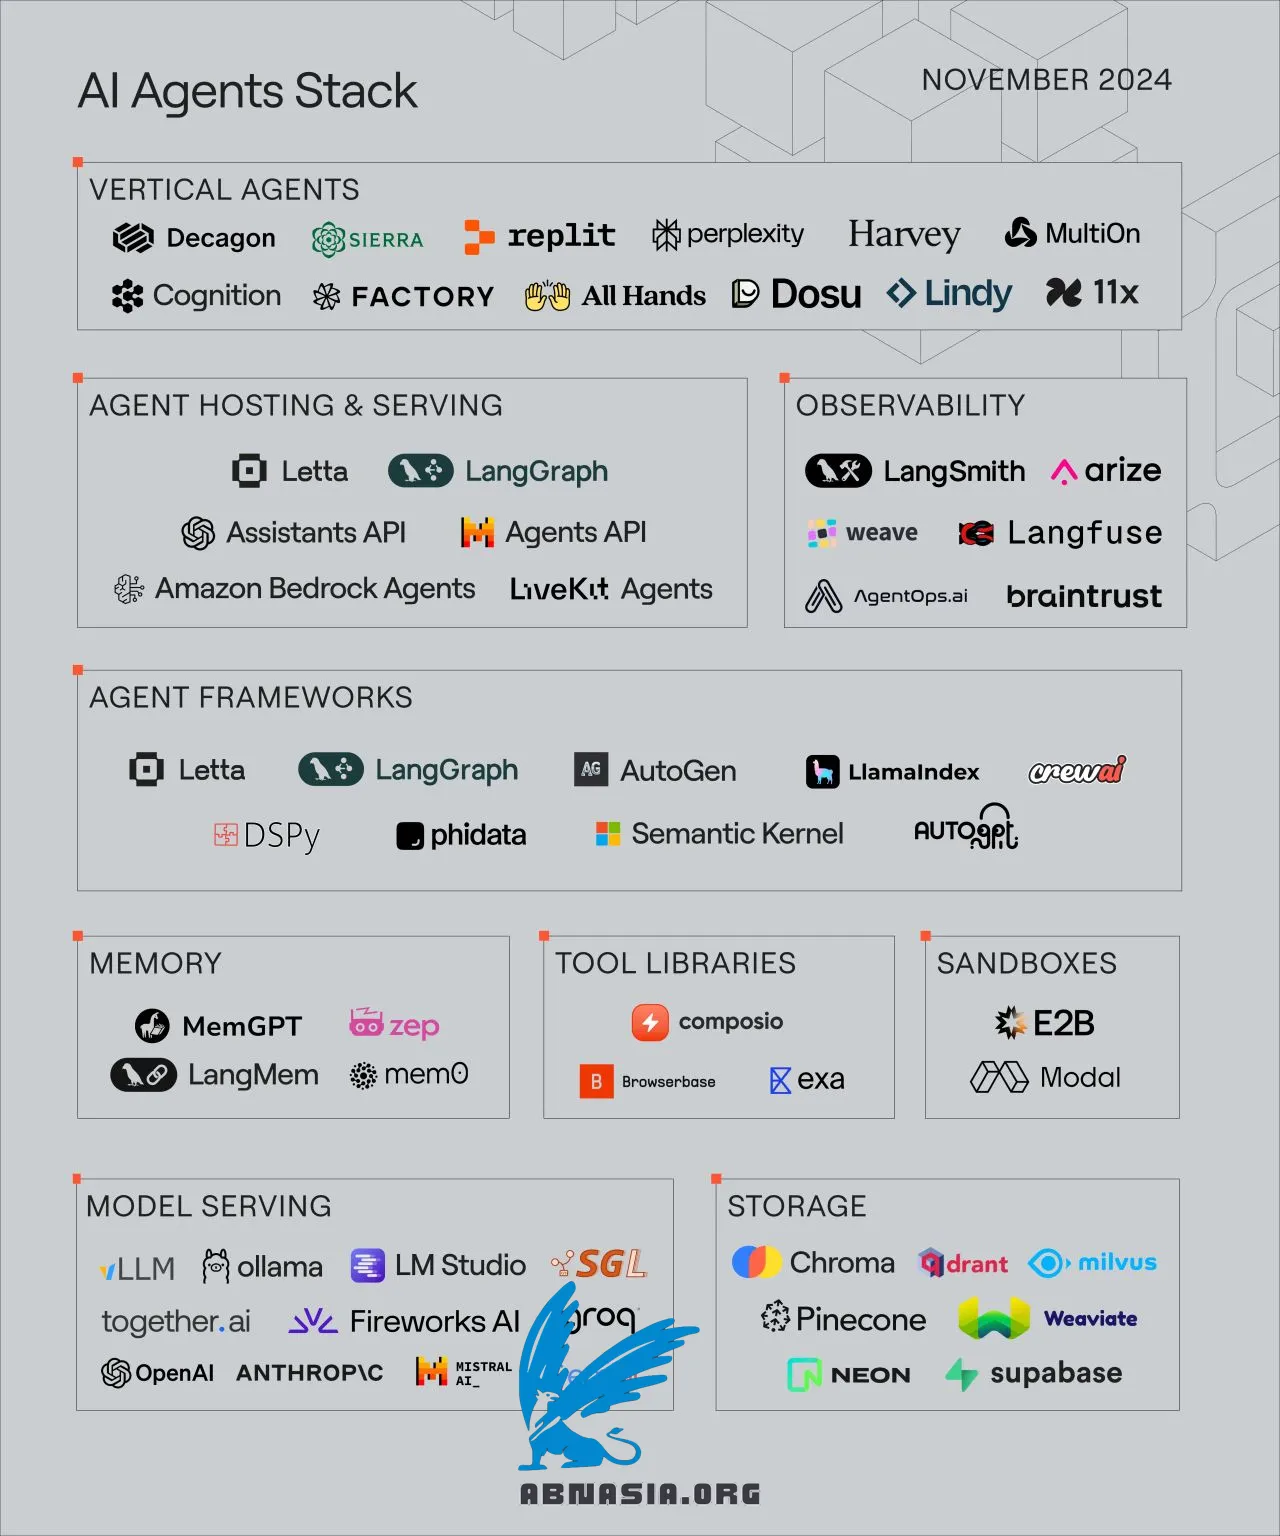 AI Agents Stack
NOVEMBER 2024
VERTICAL AGENTS
Decagon SIERRA replit perplexity Harvey MultiOn
Cognition FACTORY All Hands Dosu Lindy 11x
AGENT HOSTING & SERVING
Letta LangGraph
Assistants API Agents API
Amazon Bedrock Agents LiveKit Agents
OBSERVABILITY
LangSmith arize
weave Langfuse
AgentOps.ai braintrust
AGENT FRAMEWORKS
Letta LangGraph AG AutoGen LlamaIndex crewai
DSPy phidata Semantic Kernel AUTOgpt
MEMORY
MemGPT zep
LangMem mem0
TOOL LIBRARIES
composio
B Browserbase exa
SANDBOXES
E2B
Modal
MODEL SERVING
vLLM ollama LM Studio SGL
together.ai Fireworks AI groq
OpenAI ANTHROP\C MISTRAL AI_
STORAGE
Chroma qdrant milvus
Pinecone Weaviate
NEON supabase
ABNASIA.ORG